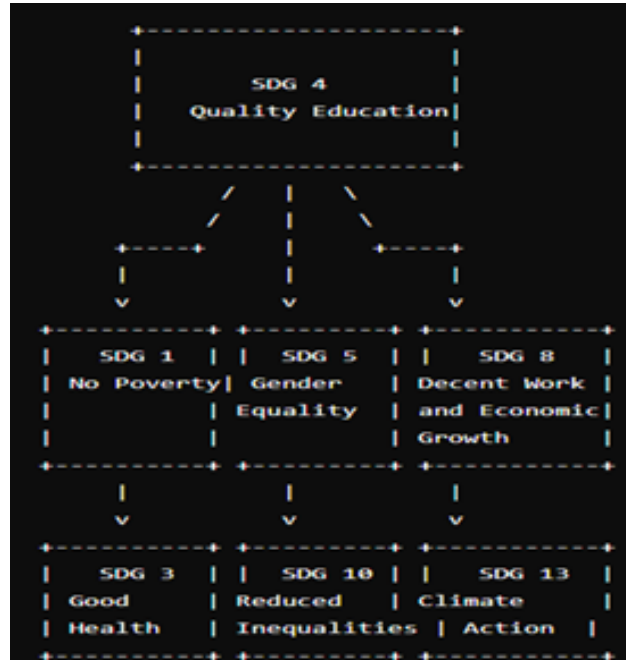 SDG 4
Quality Education
SDG 1 SDG 5 SDG 8
No Poverty Gender Decent Work
Equality and Economic
Growth
SDG 3 SDG 10 SDG 13
Good Reduced Climate
Health Inequalities Action